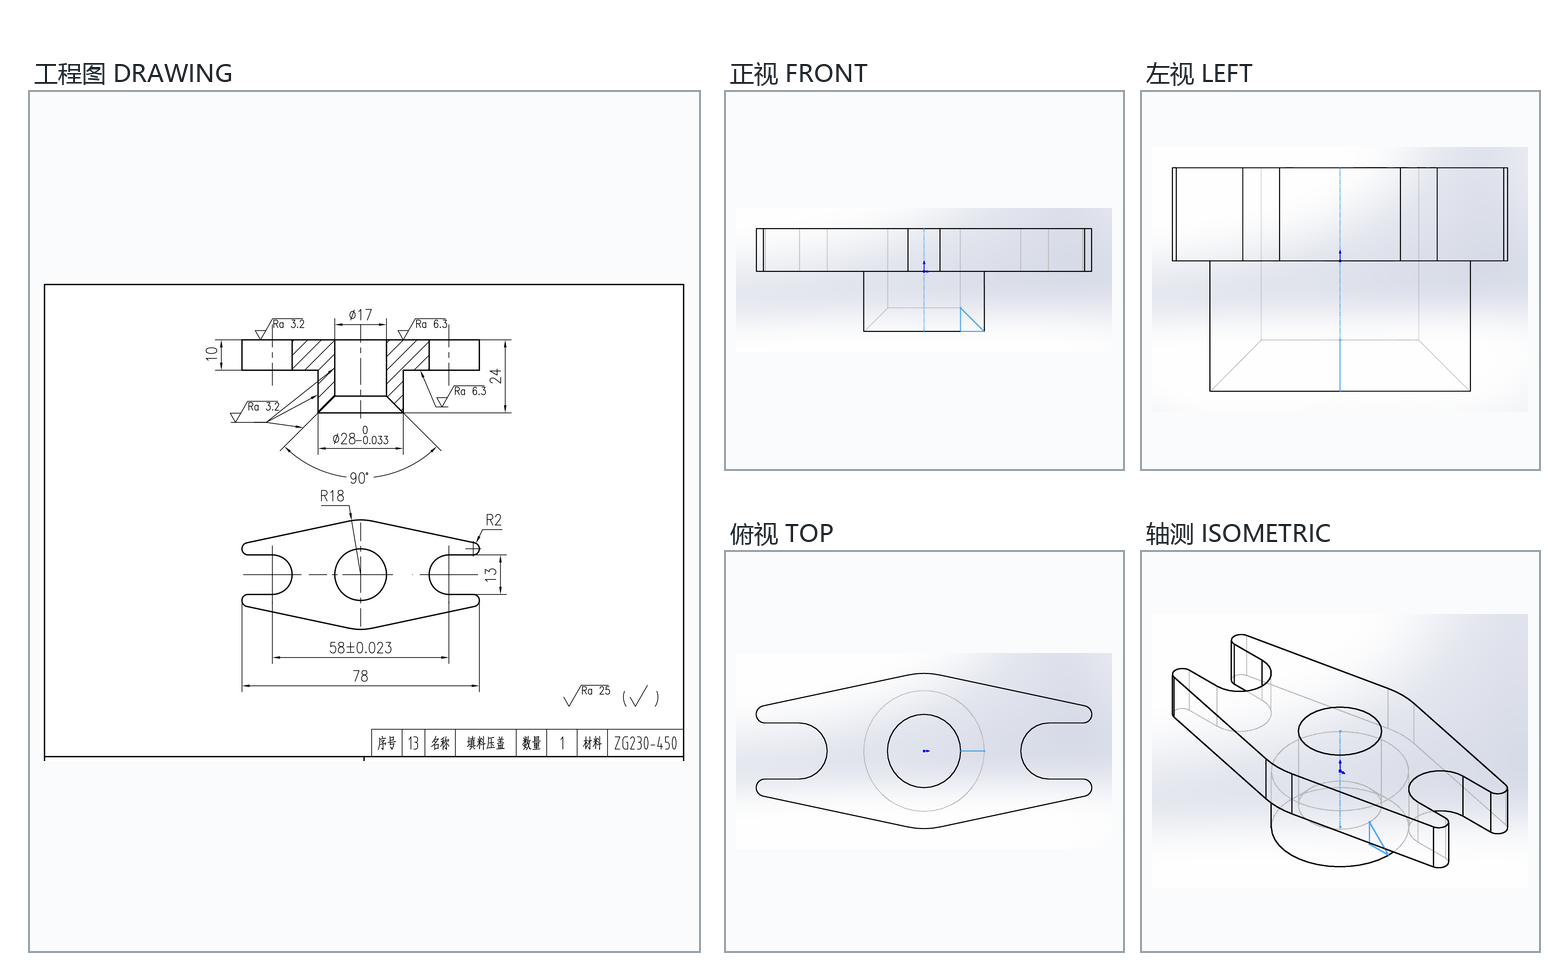 工程图 DRAWING
正视 FRONT
左视 LEFT
ø17
Ra 3.2
Ra 6.3
10
24
Ra 6.3
Ra 3.2
ø28 0 -0.033
90°
R18
R2
13
58±0.023
78
Ra 25 ( )
序号 13 名称 填料压盖 数量 1 材料 ZG230-450
俯视 TOP
轴测 ISOMETRIC